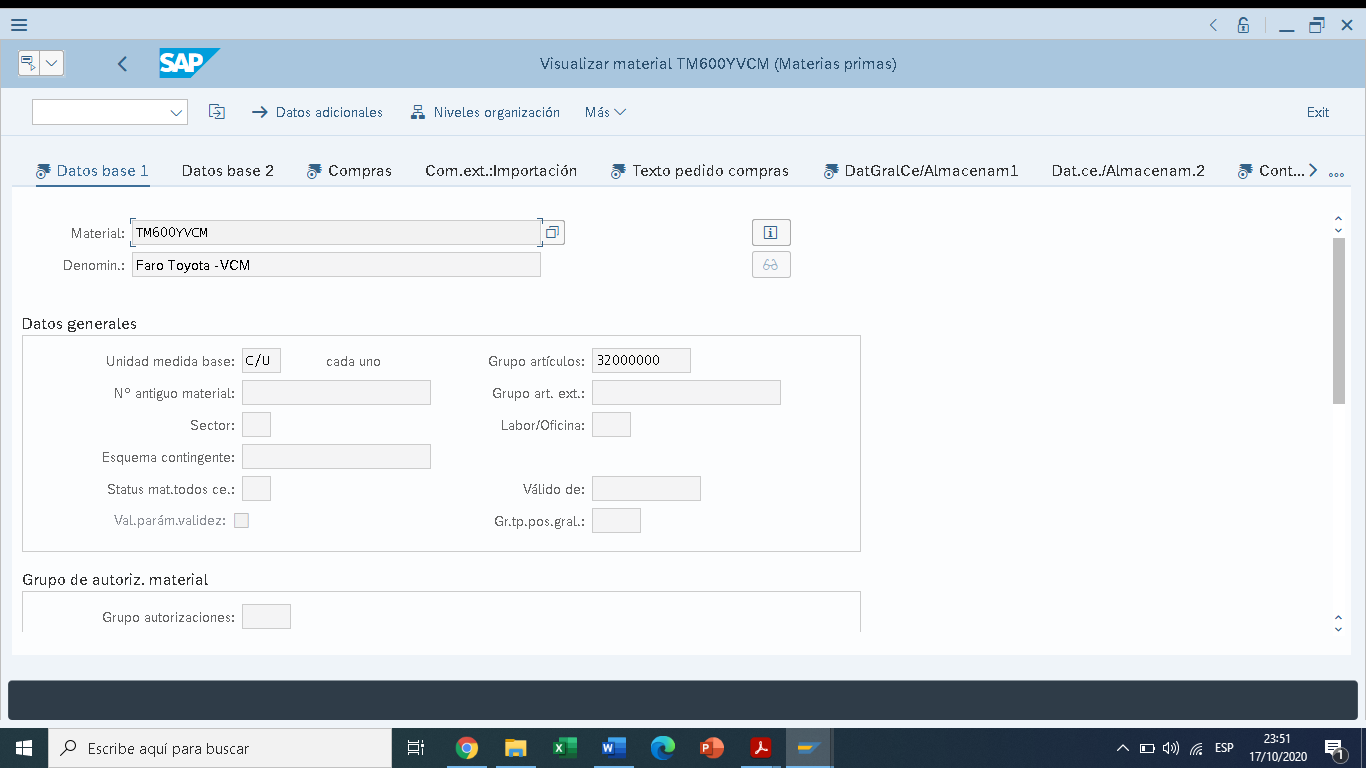 SAP
Visualizar material TM600YVCM (Materias primas)
Datos adicionales
Niveles organización
Más
Exit
Datos base 1
Datos base 2
Compras
Com.ext.:Importación
Texto pedido compras
DatGralCe/Almacenam1
Dat.ce./Almacenam.2
Cont...
Material: TM600YVCM
Denomin.: Faro Toyota -VCM
Datos generales
Unidad medida base: C/U cada uno Grupo artículos: 32000000
Nº antiguo material: Grupo art. ext.:
Sector: Labor/Oficina:
Esquema contingente:
Status mat.todos ce.: Válido de:
Val.parám.validez: Gr.tp.pos.gral.:
Grupo de autoriz. material
Grupo autorizaciones:
Escribe aquí para buscar
ESP
23:51
17/10/2020
1